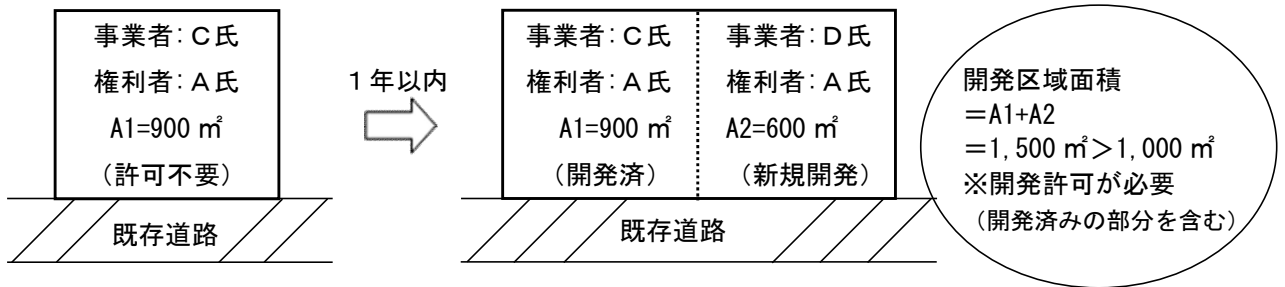 事業者：C氏
権利者：A氏
A1=900 ㎡
（許可不要）
既存道路
１年以内
事業者：C氏
権利者：A氏
A1=900 ㎡
（開発済）
事業者：D氏
権利者：A氏
A2=600 ㎡
（新規開発）
既存道路
開発区域面積
＝A1+A2
＝1,500 ㎡＞1,000 ㎡
※開発許可が必要
（開発済みの部分を含む）